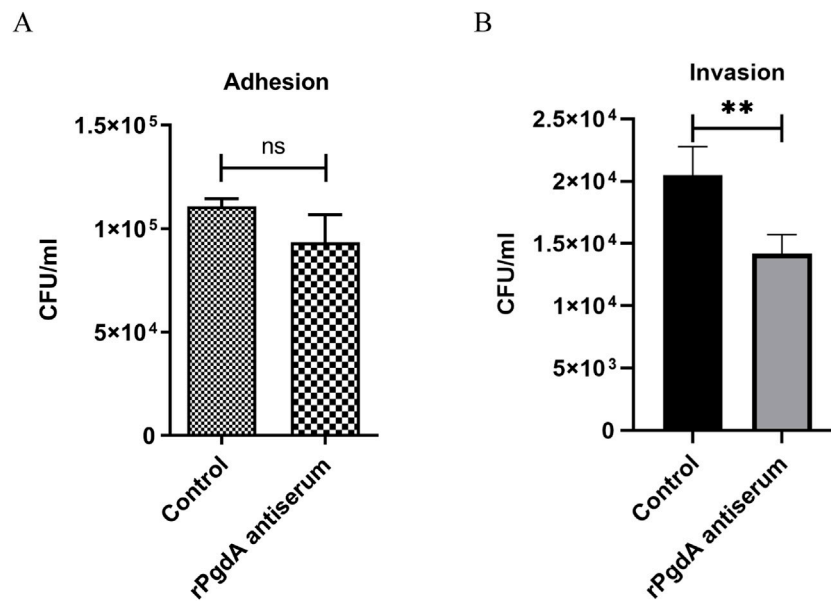 A
Adhesion
1.5×10⁵
ns
1×10⁵
CFU/ml
5×10⁴
0
Control
rPgdA antiserum
B
Invasion
2.5×10⁴
**
2×10⁴
1.5×10⁴
CFU/ml
1×10⁴
5×10³
0
Control
rPgdA antiserum